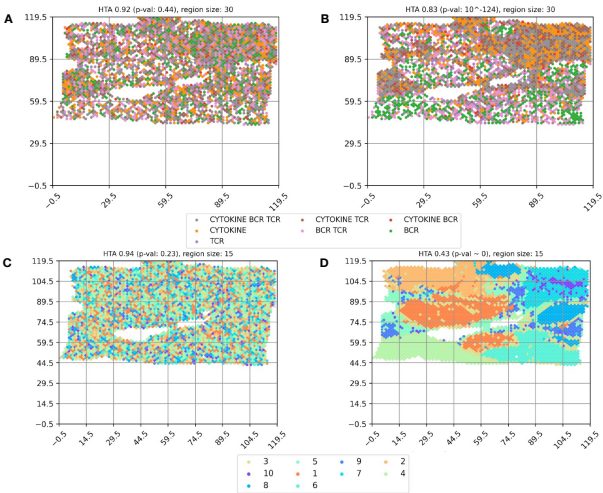 A
HTA 0.92 (p-val: 0.44), region size: 30
119.5
89.5
59.5
29.5
−0.5
−0.5 29.5 59.5 89.5 119.5
B
HTA 0.83 (p-val: 10^-124), region size: 30
119.5
89.5
59.5
29.5
−0.5
−0.5 29.5 59.5 89.5 119.5
CYTOKINE BCR TCR CYTOKINE TCR CYTOKINE BCR
CYTOKINE BCR TCR BCR
TCR
C
HTA 0.94 (p-val: 0.23), region size: 15
119.5
104.5
89.5
74.5
59.5
44.5
29.5
14.5
−0.5
−0.5 14.5 29.5 44.5 59.5 74.5 89.5 104.5 119.5
D
HTA 0.43 (p-val ~ 0), region size: 15
119.5
104.5
89.5
74.5
59.5
44.5
29.5
14.5
−0.5
−0.5 14.5 29.5 44.5 59.5 74.5 89.5 104.5 119.5
3 5 9 2
10 1 7 4
8 6